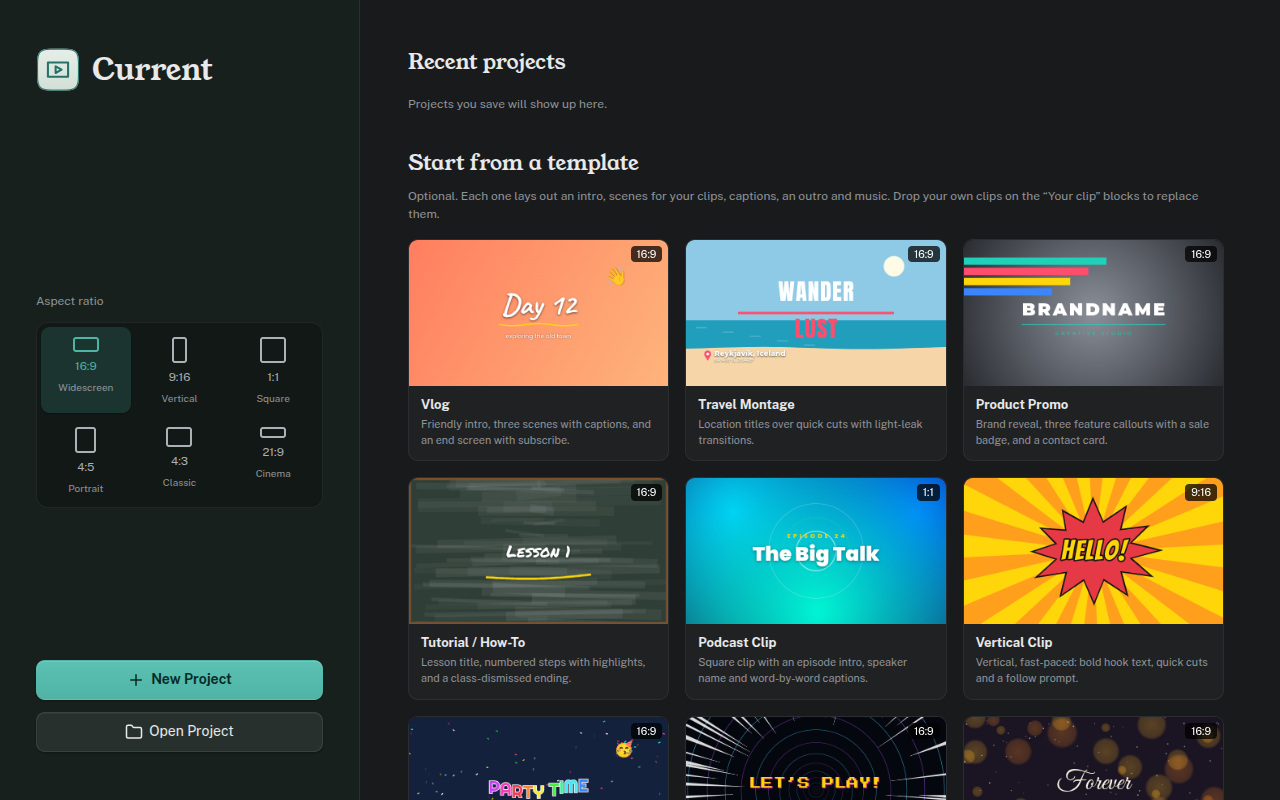 Current
Aspect ratio
16:9
Widescreen
9:16
Vertical
1:1
Square
4:5
Portrait
4:3
Classic
21:9
Cinema
New Project
Open Project
Recent projects
Projects you save will show up here.
Start from a template
Optional. Each one lays out an intro, scenes for your clips, captions, an outro and music. Drop your own clips on the “Your clip” blocks to replace
them.
16:9
Day 12
exploring the old town
Vlog
Friendly intro, three scenes with captions, and
an end screen with subscribe.
16:9
WANDER
LUST
Reykjavik, Iceland
Travel Montage
Location titles over quick cuts with light-leak
transitions.
16:9
BRANDNAME
CREATIVE STUDIO
Product Promo
Brand reveal, three feature callouts with a sale
badge, and a contact card.
16:9
Lesson 1
Tutorial / How-To
Lesson title, numbered steps with highlights,
and a class-dismissed ending.
1:1
EPISODE 24
The Big Talk
Podcast Clip
Square clip with an episode intro, speaker
name and word-by-word captions.
9:16
HELLO!
Vertical Clip
Vertical, fast-paced: bold hook text, quick cuts
and a follow prompt.
16:9
PARTY TIME
16:9
LET'S PLAY!
16:9
Forever